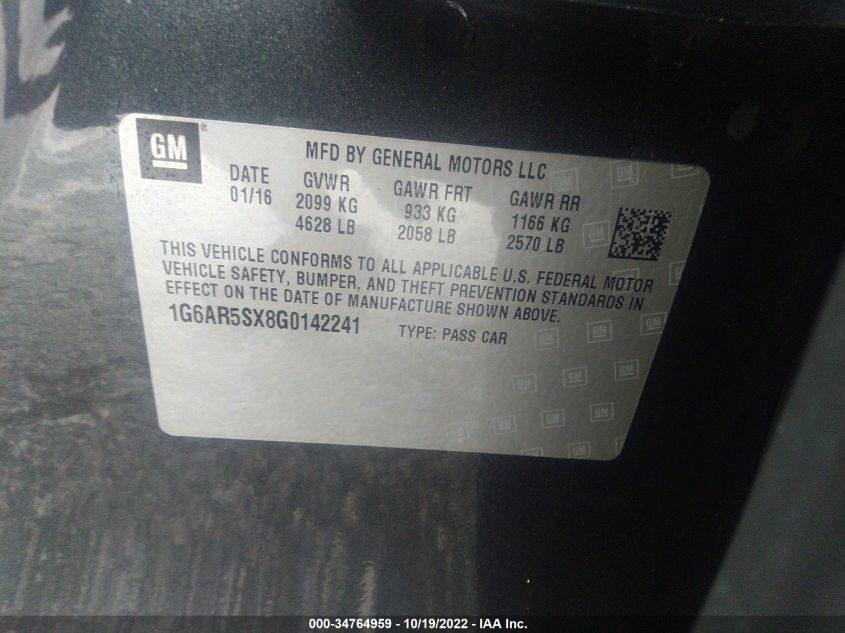 GM
MFD BY GENERAL MOTORS LLC
DATE GVWR GAWR FRT GAWR RR
01/16 2099 KG 933 KG 1166 KG
4628 LB 2058 LB 2570 LB
THIS VEHICLE CONFORMS TO ALL APPLICABLE U.S. FEDERAL MOTOR
VEHICLE SAFETY, BUMPER, AND THEFT PREVENTION STANDARDS IN
EFFECT ON THE DATE OF MANUFACTURE SHOWN ABOVE.
1G6AR5SX8G0142241 TYPE: PASS CAR
000-34764959 - 10/19/2022 - IAA Inc.